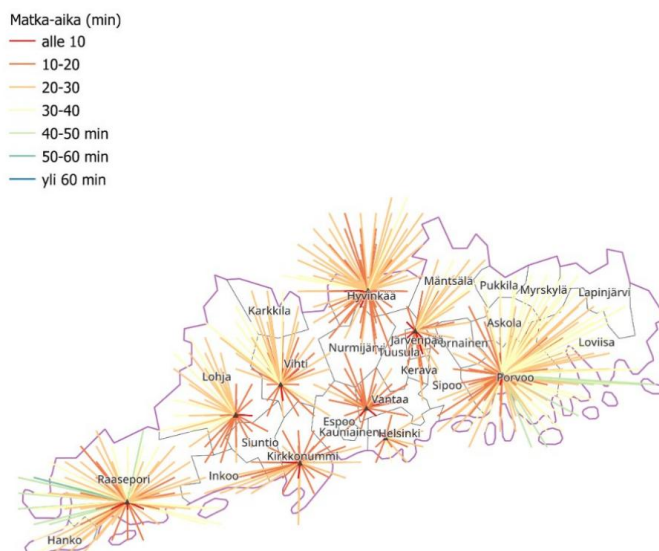 Matka-aika (min)
alle 10
10-20
20-30
30-40
40-50 min
50-60 min
yli 60 min
Mäntsälä
Pukkila
Myrskylä
Lapinjärvi
Hyvinkää
Karkkila
Askola
Järvenpää
Pornainen
Loviisa
Nurmijärvi
Tuusula
Vihti
Kerava
Lohja
Porvoo
Sipoo
Vantaa
Espoo
Kauniainen
Helsinki
Siuntio
Kirkkonummi
Inkoo
Raasepori
Hanko